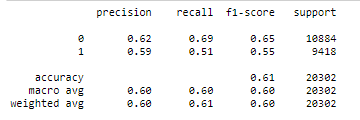 precision recall f1-score support
0 0.62 0.69 0.65 10884
1 0.59 0.51 0.55 9418
accuracy 0.61 20302
macro avg 0.60 0.60 0.60 20302
weighted avg 0.60 0.61 0.60 20302